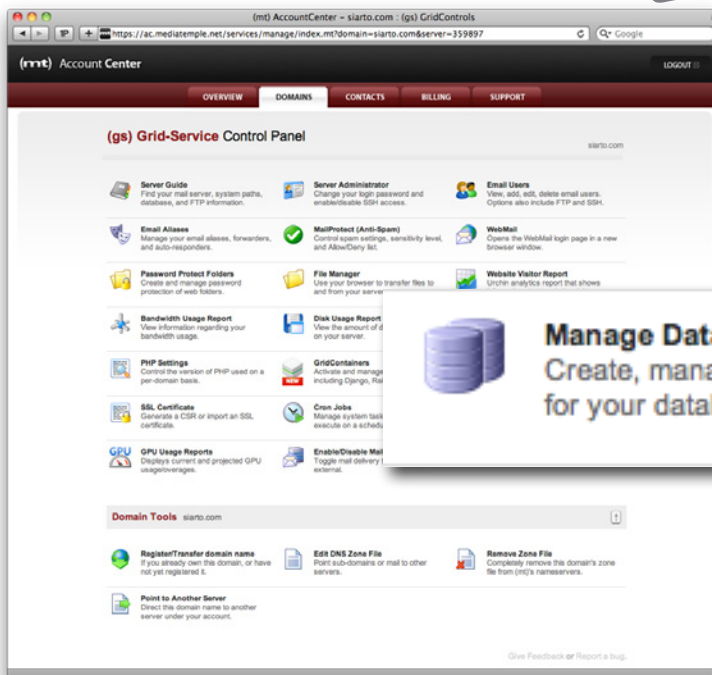 (mt) AccountCenter – siarto.com : (gs) GridControls
https://ac.mediatemple.net/services/manage/index.mt?domain=siarto.com&server=359897
Google
(mt) Account Center
LOGOUT
OVERVIEW
DOMAINS
CONTACTS
BILLING
SUPPORT
(gs) Grid-Service Control Panel
siarto.com
Server Guide
Find your mail server, system paths,
database, and FTP information.
Server Administrator
Change your login password and
enable/disable SSH access.
Email Users
View, add, edit, delete email users.
Options also include FTP and SSH.
Email Aliases
Manage your email aliases, forwarders,
and auto-responders.
MailProtect (Anti-Spam)
Control spam settings, sensitivity level,
and Allow/Deny list.
WebMail
Opens the WebMail login page in a new
browser window.
Password Protect Folders
Create and manage password
protection of web folders.
File Manager
Use your browser to transfer files to
and from your server
Website Visitor Report
Urchin analytics report that shows
Bandwidth Usage Report
View information regarding your
bandwidth usage.
Disk Usage Report
View the amount of d
on your server.
Manage Dat
Create, mana
for your data
PHP Settings
Control the version of PHP used on a
per-domain basis.
GridContainers
Activate and manage
including Django, Rai
NEW
SSL Certificate
Generate a CSR or import an SSL
certificate.
Cron Jobs
Manage system task
execute on a schedu
GPU
GPU Usage Reports
Displays current and projected GPU
usage/overages.
Enable/Disable Mail
Toggle mail delivery
external.
Domain Tools siarto.com
Register/Transfer domain name
If you already own this domain, or have
not yet registered it.
Edit DNS Zone File
Point sub-domains or mail to other
servers.
Remove Zone File
Completely remove this domain's zone
file from (mt)'s nameservers.
Point to Another Server
Direct this domain name to another
server under your account.
Give Feedback or Report a bug.